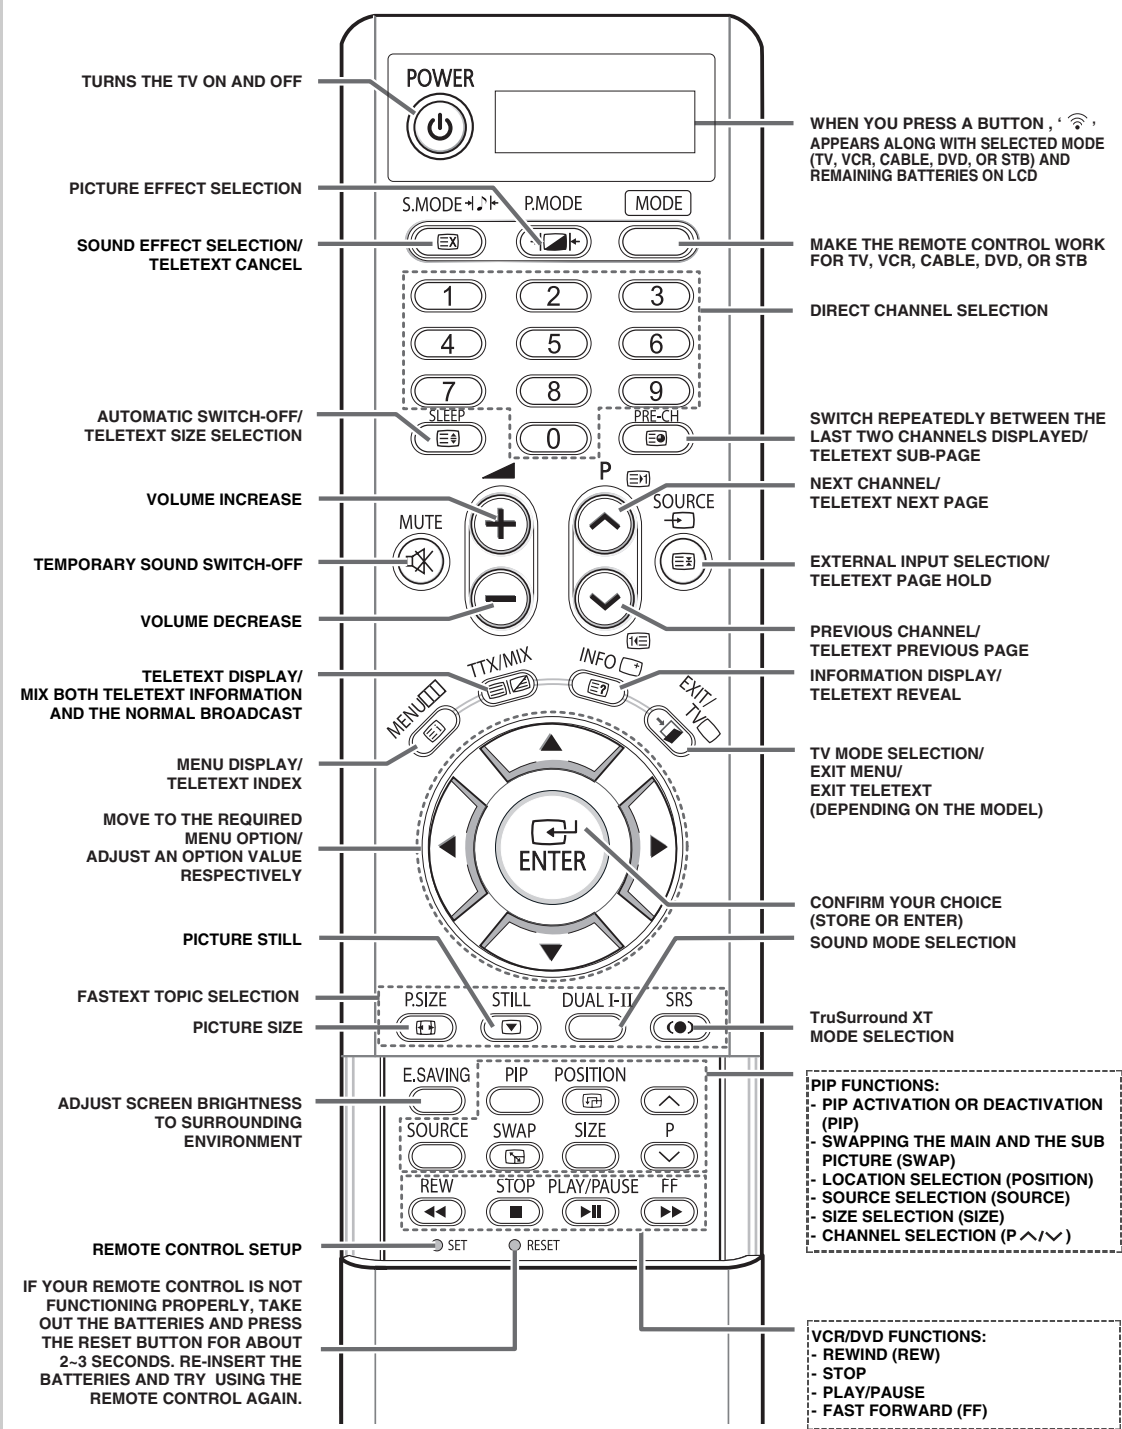 TURNS THE TV ON AND OFF
PICTURE EFFECT SELECTION
SOUND EFFECT SELECTION/
TELETEXT CANCEL
AUTOMATIC SWITCH-OFF/
TELETEXT SIZE SELECTION
VOLUME INCREASE
TEMPORARY SOUND SWITCH-OFF
VOLUME DECREASE
TELETEXT DISPLAY/
MIX BOTH TELETEXT INFORMATION
AND THE NORMAL BROADCAST
MENU DISPLAY/
TELETEXT INDEX
MOVE TO THE REQUIRED
MENU OPTION/
ADJUST AN OPTION VALUE
RESPECTIVELY
PICTURE STILL
FASTEXT TOPIC SELECTION
PICTURE SIZE
ADJUST SCREEN BRIGHTNESS
TO SURROUNDING
ENVIRONMENT
REMOTE CONTROL SETUP
IF YOUR REMOTE CONTROL IS NOT
FUNCTIONING PROPERLY, TAKE
OUT THE BATTERIES AND PRESS
THE RESET BUTTON FOR ABOUT
2~3 SECONDS. RE-INSERT THE
BATTERIES AND TRY USING THE
REMOTE CONTROL AGAIN.
POWER
S.MODE P.MODE MODE
1 2 3
4 5 6
7 8 9
SLEEP 0 PRE-CH
P
MUTE SOURCE
TTX/MIX INFO
MENU EXIT/
TV
ENTER
P.SIZE STILL DUAL I-II SRS
E.SAVING PIP POSITION
SOURCE SWAP SIZE P
REW STOP PLAY/PAUSE FF
SET RESET
WHEN YOU PRESS A BUTTON , ‘ ’
APPEARS ALONG WITH SELECTED MODE
(TV, VCR, CABLE, DVD, OR STB) AND
REMAINING BATTERIES ON LCD
MAKE THE REMOTE CONTROL WORK
FOR TV, VCR, CABLE, DVD, OR STB
DIRECT CHANNEL SELECTION
SWITCH REPEATEDLY BETWEEN THE
LAST TWO CHANNELS DISPLAYED/
TELETEXT SUB-PAGE
NEXT CHANNEL/
TELETEXT NEXT PAGE
EXTERNAL INPUT SELECTION/
TELETEXT PAGE HOLD
PREVIOUS CHANNEL/
TELETEXT PREVIOUS PAGE
INFORMATION DISPLAY/
TELETEXT REVEAL
TV MODE SELECTION/
EXIT MENU/
EXIT TELETEXT
(DEPENDING ON THE MODEL)
CONFIRM YOUR CHOICE
(STORE OR ENTER)
SOUND MODE SELECTION
TruSurround XT
MODE SELECTION
PIP FUNCTIONS:
- PIP ACTIVATION OR DEACTIVATION
(PIP)
- SWAPPING THE MAIN AND THE SUB
PICTURE (SWAP)
- LOCATION SELECTION (POSITION)
- SOURCE SELECTION (SOURCE)
- SIZE SELECTION (SIZE)
- CHANNEL SELECTION (P / )
VCR/DVD FUNCTIONS:
- REWIND (REW)
- STOP
- PLAY/PAUSE
- FAST FORWARD (FF)